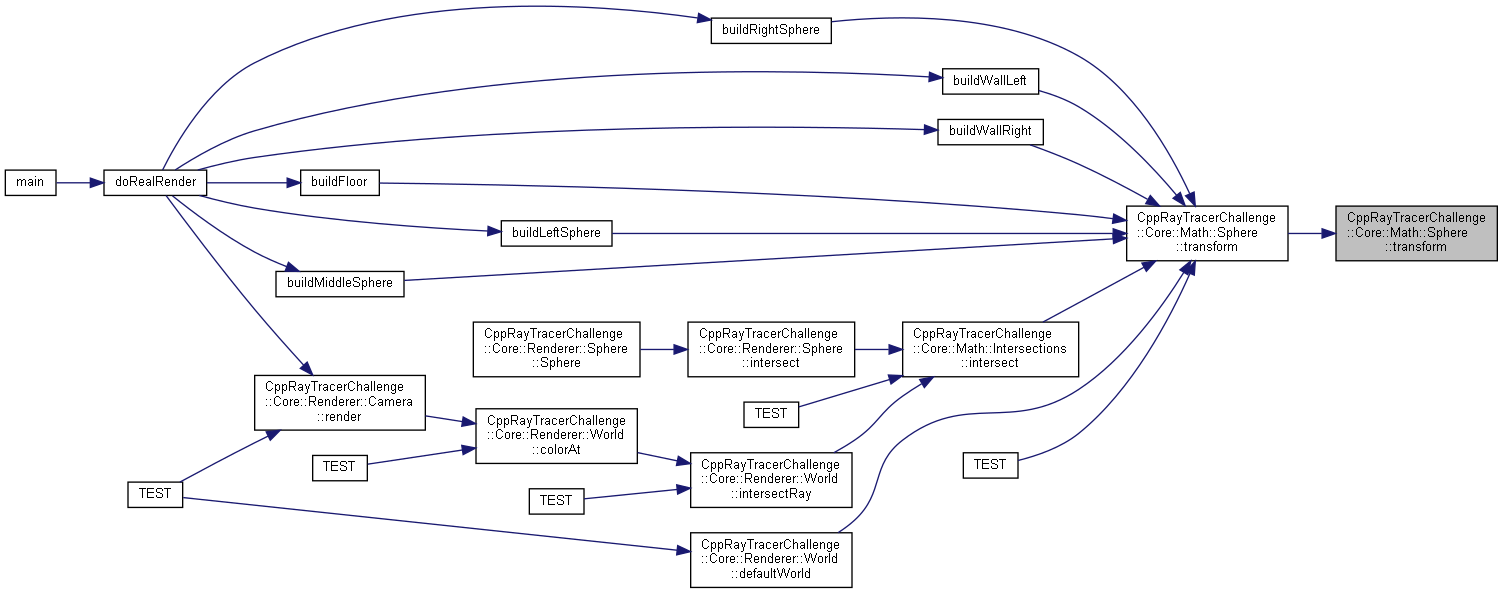 buildRightSphere
buildWallLeft
buildWallRight
main
doRealRender
buildFloor
buildLeftSphere
buildMiddleSphere
CppRayTracerChallenge
::Core::Math::Sphere
::transform
CppRayTracerChallenge
::Core::Math::Sphere
::transform
CppRayTracerChallenge
::Core::Renderer::Sphere
::Sphere
CppRayTracerChallenge
::Core::Renderer::Sphere
::intersect
CppRayTracerChallenge
::Core::Math::Intersections
::intersect
CppRayTracerChallenge
::Core::Renderer::Camera
::render
TEST
CppRayTracerChallenge
::Core::Renderer::World
::colorAt
TEST
CppRayTracerChallenge
::Core::Renderer::World
::intersectRay
TEST
TEST
TEST
CppRayTracerChallenge
::Core::Renderer::World
::defaultWorld